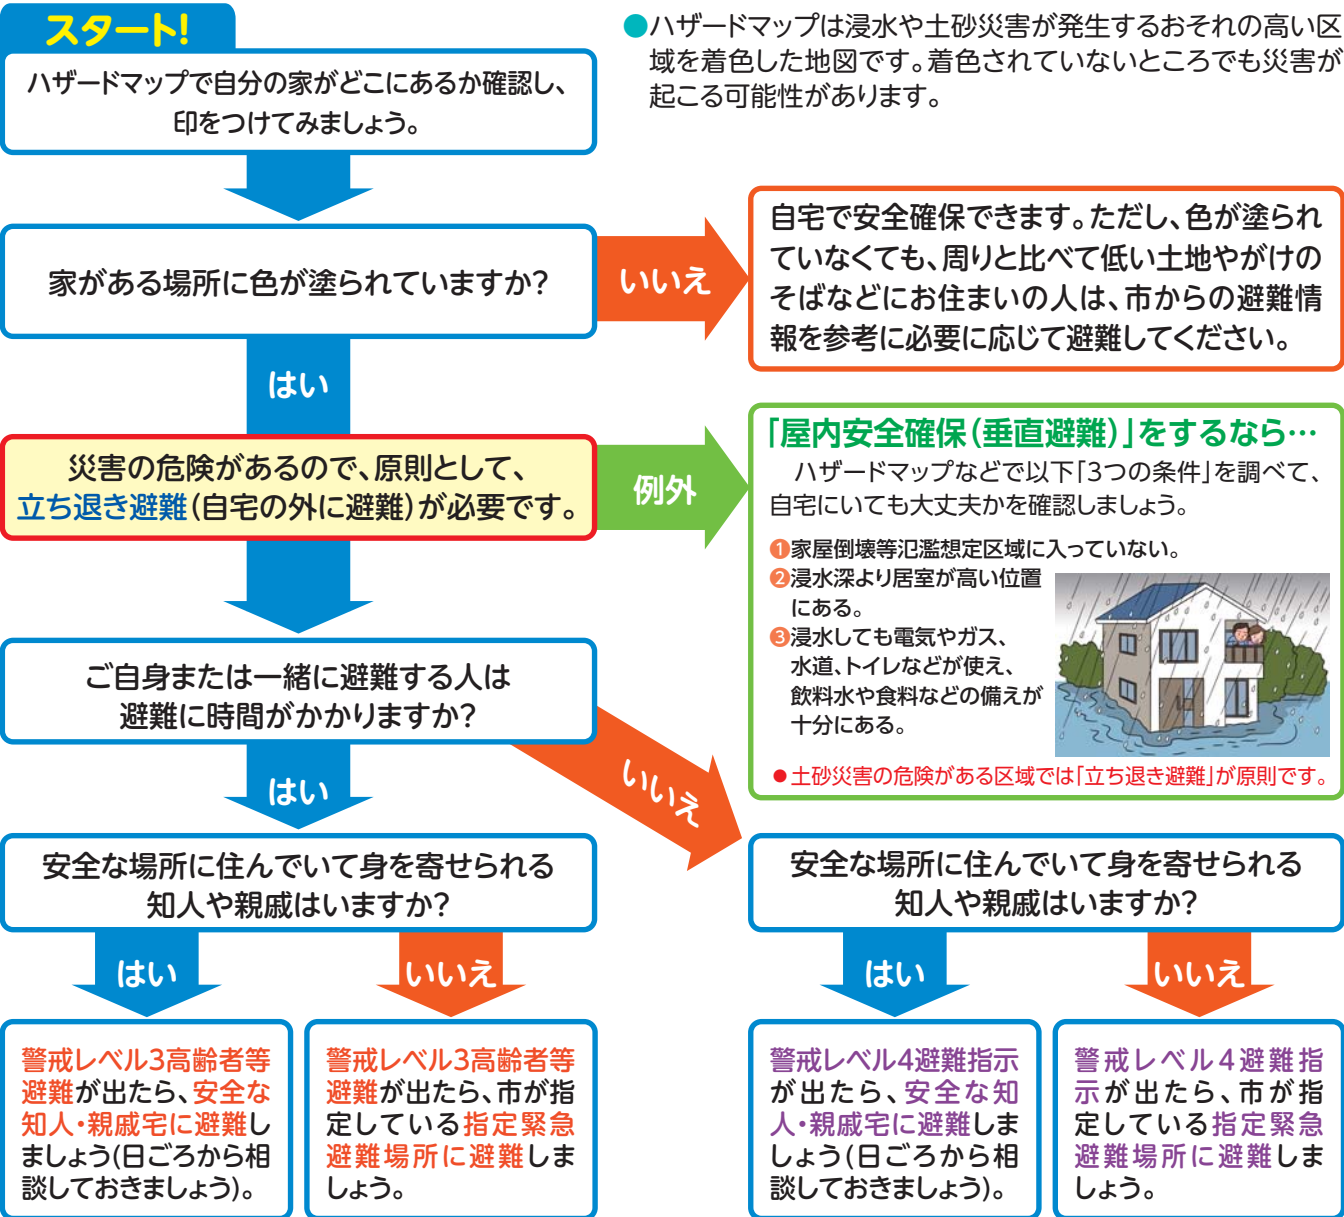 スタート!
ハザードマップで自分の家がどこにあるか確認し、
印をつけてみましょう。
●ハザードマップは浸水や土砂災害が発生するおそれの高い区
域を着色した地図です。着色されていないところでも災害が
起こる可能性があります。
家がある場所に色が塗られていますか?
いいえ
自宅で安全確保できます。ただし、色が塗られ
ていなくても、周りと比べて低い土地やがけの
そばなどにお住まいの人は、市からの避難情
報を参考に必要に応じて避難してください。
はい
災害の危険があるので、原則として、
立ち退き避難(自宅の外に避難)が必要です。
例外
「屋内安全確保(垂直避難)」をするなら…
ハザードマップなどで以下「3つの条件」を調べて、
自宅にいても大丈夫かを確認しましょう。
❶家屋倒壊等氾濫想定区域に入っていない。
❷浸水深より居室が高い位置
にある。
❸浸水しても電気やガス、
水道、トイレなどが使え、
飲料水や食料などの備えが
十分にある。
●土砂災害の危険がある区域では「立ち退き避難」が原則です。
ご自身または一緒に避難する人は
避難に時間がかかりますか?
はい
いいえ
安全な場所に住んでいて身を寄せられる
知人や親戚はいますか?
はい
いいえ
警戒レベル3高齢者等
避難が出たら、安全な
知人・親戚宅に避難し
ましょう(日ごろから相
談しておきましょう)。
警戒レベル3高齢者等
避難が出たら、市が指
定している指定緊急
避難場所に避難しま
しょう。
安全な場所に住んでいて身を寄せられる
知人や親戚はいますか?
はい
いいえ
警戒レベル4避難指示
が出たら、安全な知
人・親戚宅に避難しま
しょう(日ごろから相
談しておきましょう)。
警戒レベル4避難指
示が出たら、市が指
定している指定緊急
避難場所に避難しま
しょう。